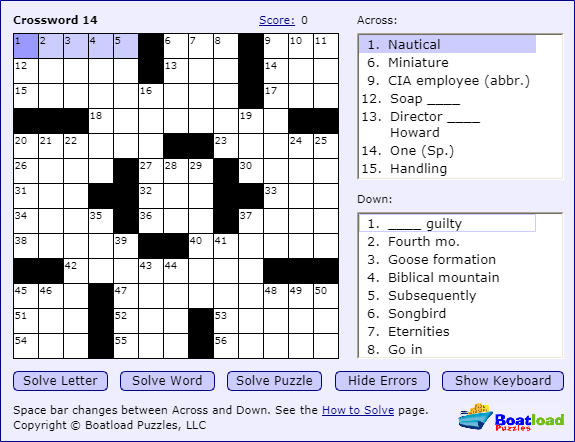 Crossword 14
Score: 0
1 2 3 4 5 6 7 8 9 10 11
12 13 14
15 16 17
18 19
20 21 22 23 24 25
26 27 28 29 30
31 32 33
34 35 36 37
38 39 40 41
42 43 44
45 46 47 48 49 50
51 52 53
54 55 56
Across:
1. Nautical
6. Miniature
9. CIA employee (abbr.)
12. Soap ____
13. Director ____
Howard
14. One (Sp.)
15. Handling
Down:
1. ____ guilty
2. Fourth mo.
3. Goose formation
4. Biblical mountain
5. Subsequently
6. Songbird
7. Eternities
8. Go in
Solve Letter Solve Word Solve Puzzle Hide Errors Show Keyboard
Space bar changes between Across and Down. See the How to Solve page.
Copyright © Boatload Puzzles, LLC
Boatload
Puzzles